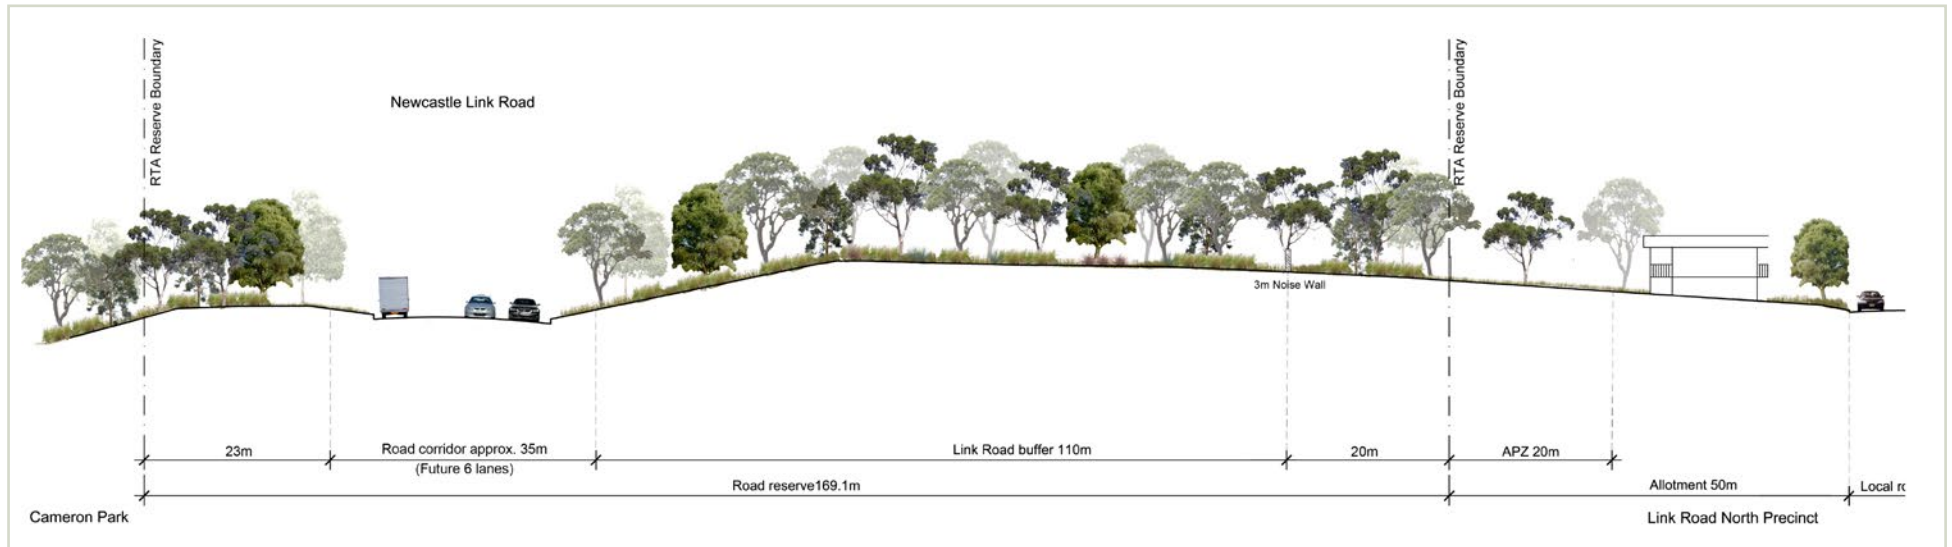 RTA Reserve Boundary
Newcastle Link Road
RTA Reserve Boundary
3m Noise Wall
23m
Road corridor approx. 35m
(Future 6 lanes)
Link Road buffer 110m
20m
APZ 20m
Road reserve169.1m
Allotment 50m
Local
Cameron Park
Link Road North Precinct